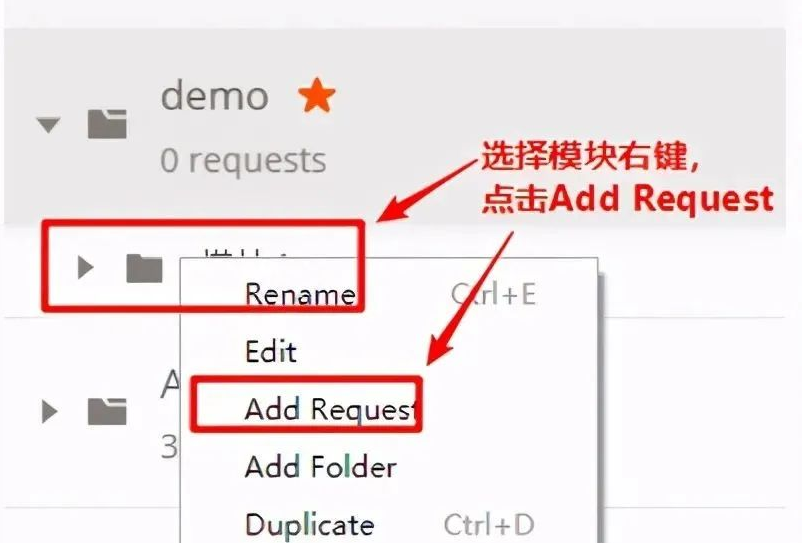 demo
0 requests
选择模块右键,
点击Add Request
Rename Ctrl+E
Edit
A
Add Request
3
Add Folder
Duplicate Ctrl+D